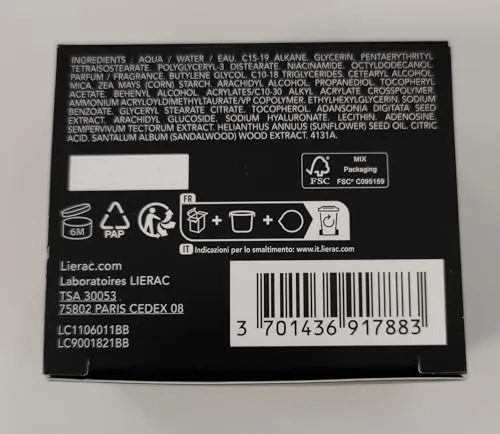 INGREDIENTS : AQUA / WATER / EAU. C15-19 ALKANE. GLYCERIN. PENTAERYTHRITYL
TETRAISOSTEARATE. POLYGLYCERYL-3 DISTEARATE. NIACINAMIDE. OCTYLDODECANOL.
PARFUM / FRAGRANCE. BUTYLENE GLYCOL. C10-18 TRIGLYCERIDES. CETEARYL ALCOHOL.
MICA. ZEA MAYS (CORN) STARCH. ARACHIDYL ALCOHOL. PROPANEDIOL. TOCOPHERYL
ACETATE. BEHENYL ALCOHOL. ACRYLATES/C10-30 ALKYL ACRYLATE CROSSPOLYMER.
AMMONIUM ACRYLOYLDIMETHYLTAURATE/VP COPOLYMER. ETHYLHEXYLGLYCERIN. SODIUM
BENZOATE. GLYCERYL STEARATE CITRATE. TOCOPHEROL. ADANSONIA DIGITATA SEED
EXTRACT. ARACHIDYL GLUCOSIDE. SODIUM HYALURONATE. LECITHIN. ADENOSINE.
SEMPERVIVUM TECTORUM EXTRACT. HELIANTHUS ANNUUS (SUNFLOWER) SEED OIL. CITRIC
ACID. SANTALUM ALBUM (SANDALWOOD) WOOD EXTRACT. 4131A.
FSC
MIX
Packaging
FSC® C095159
6M
PAP
FR
IT Indicazioni per lo smaltimento: www.it.lierac.com
Lierac.com
Laboratoires LIERAC
TSA 30053
75802 PARIS CEDEX 08
LC1106011BB
LC9001821BB
3 701436 917883